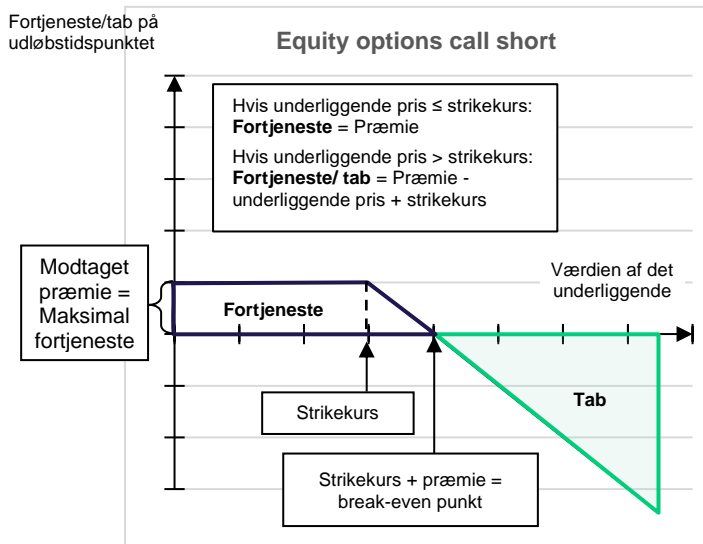 Fortjeneste/tab på
udløbstidspunktet
Equity options call short
Hvis underliggende pris ≤ strikekurs:
Fortjeneste = Præmie
Hvis underliggende pris > strikekurs:
Fortjeneste/ tab = Præmie -
underliggende pris + strikekurs
Modtaget
præmie =
Maksimal
fortjeneste
Værdien af det
underliggende
Fortjeneste
Tab
Strikekurs
Strikekurs + præmie =
break-even punkt